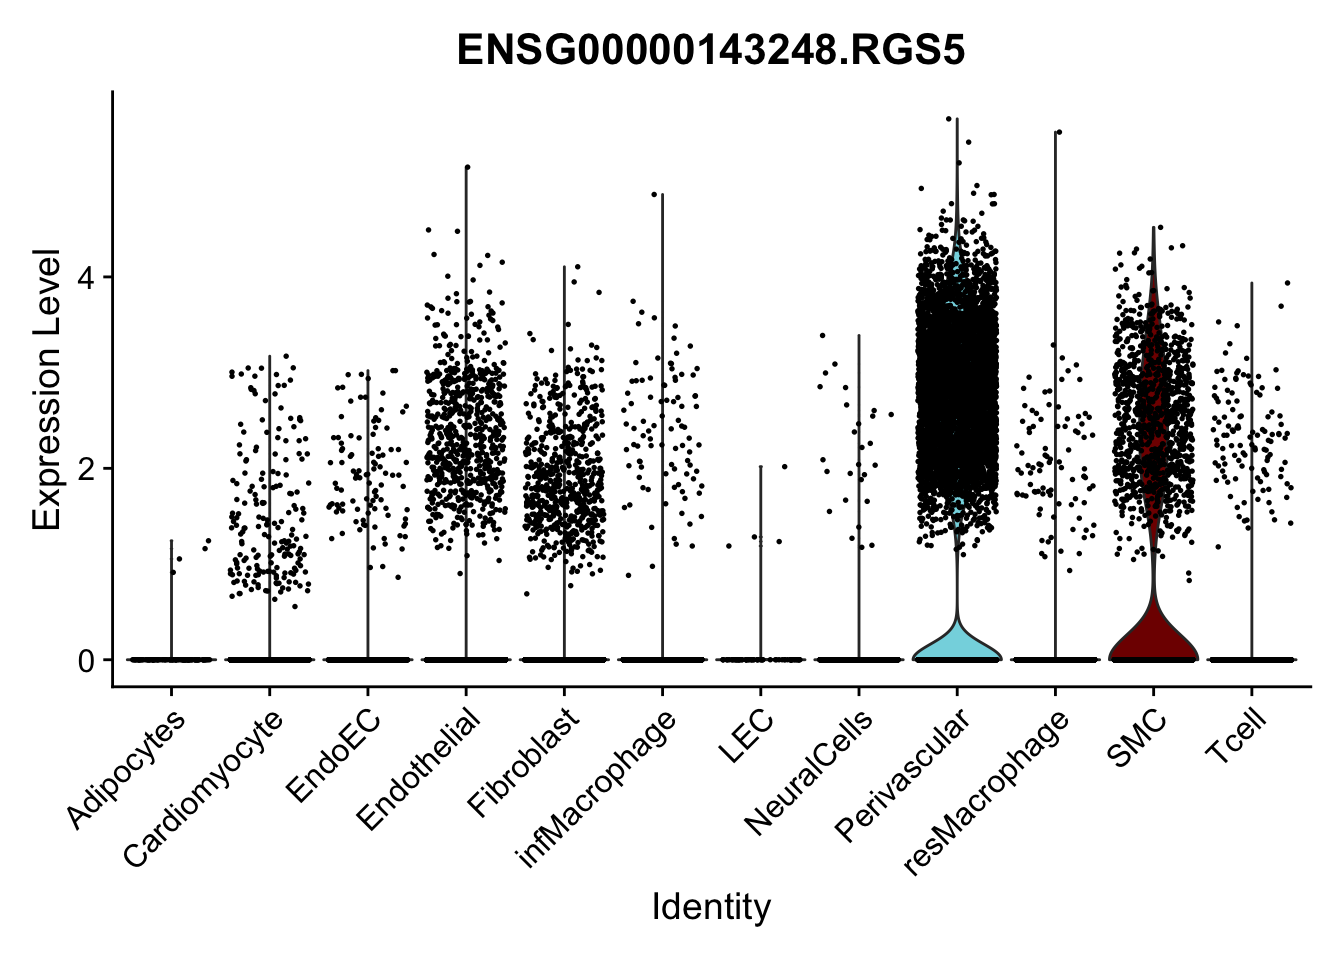 ENSG00000143248.RGS5
Expression Level
4
2
0
Adipocytes
Cardiomyocyte
EndoEC
Endothelial
Fibroblast
infMacrophage
LEC
NeuralCells
Perivascular
resMacrophage
SMC
Tcell
Identity